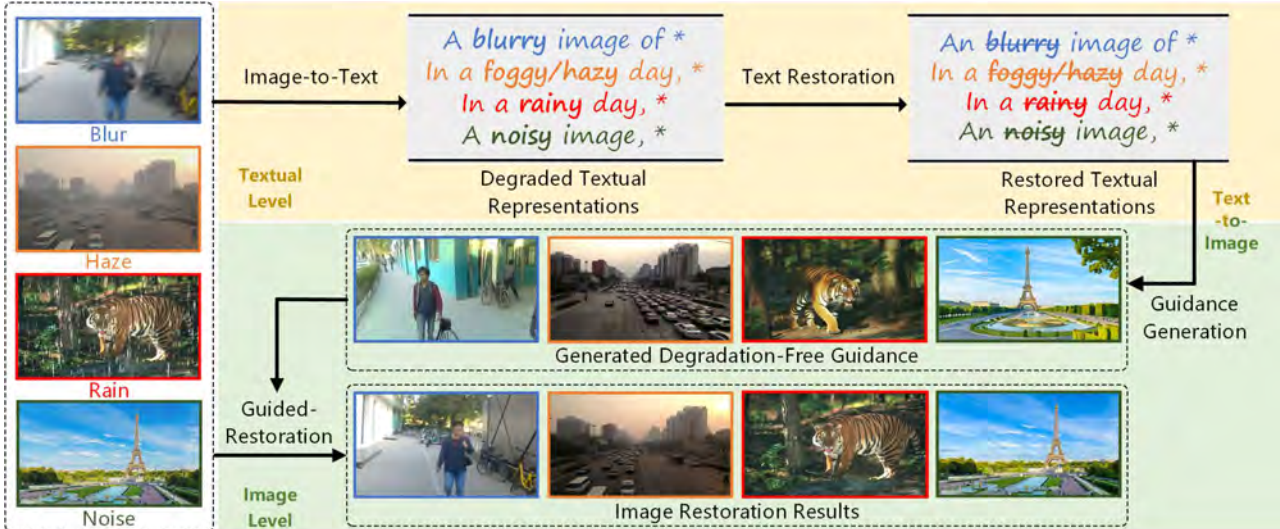 Blur
Haze
Rain
Noise
Image-to-Text
A blurry image of *
In a foggy/hazy day, *
In a rainy day, *
A noisy image, *
Degraded Textual
Representations
Text Restoration
An blurry image of *
In a foggy/hazy day, *
In a rainy day, *
An noisy image, *
Restored Textual
Representations
Textual
Level
Text
-to-
Image
Guidance
Generation
Generated Degradation-Free Guidance
Guided-
Restoration
Image Restoration Results
Image
Level